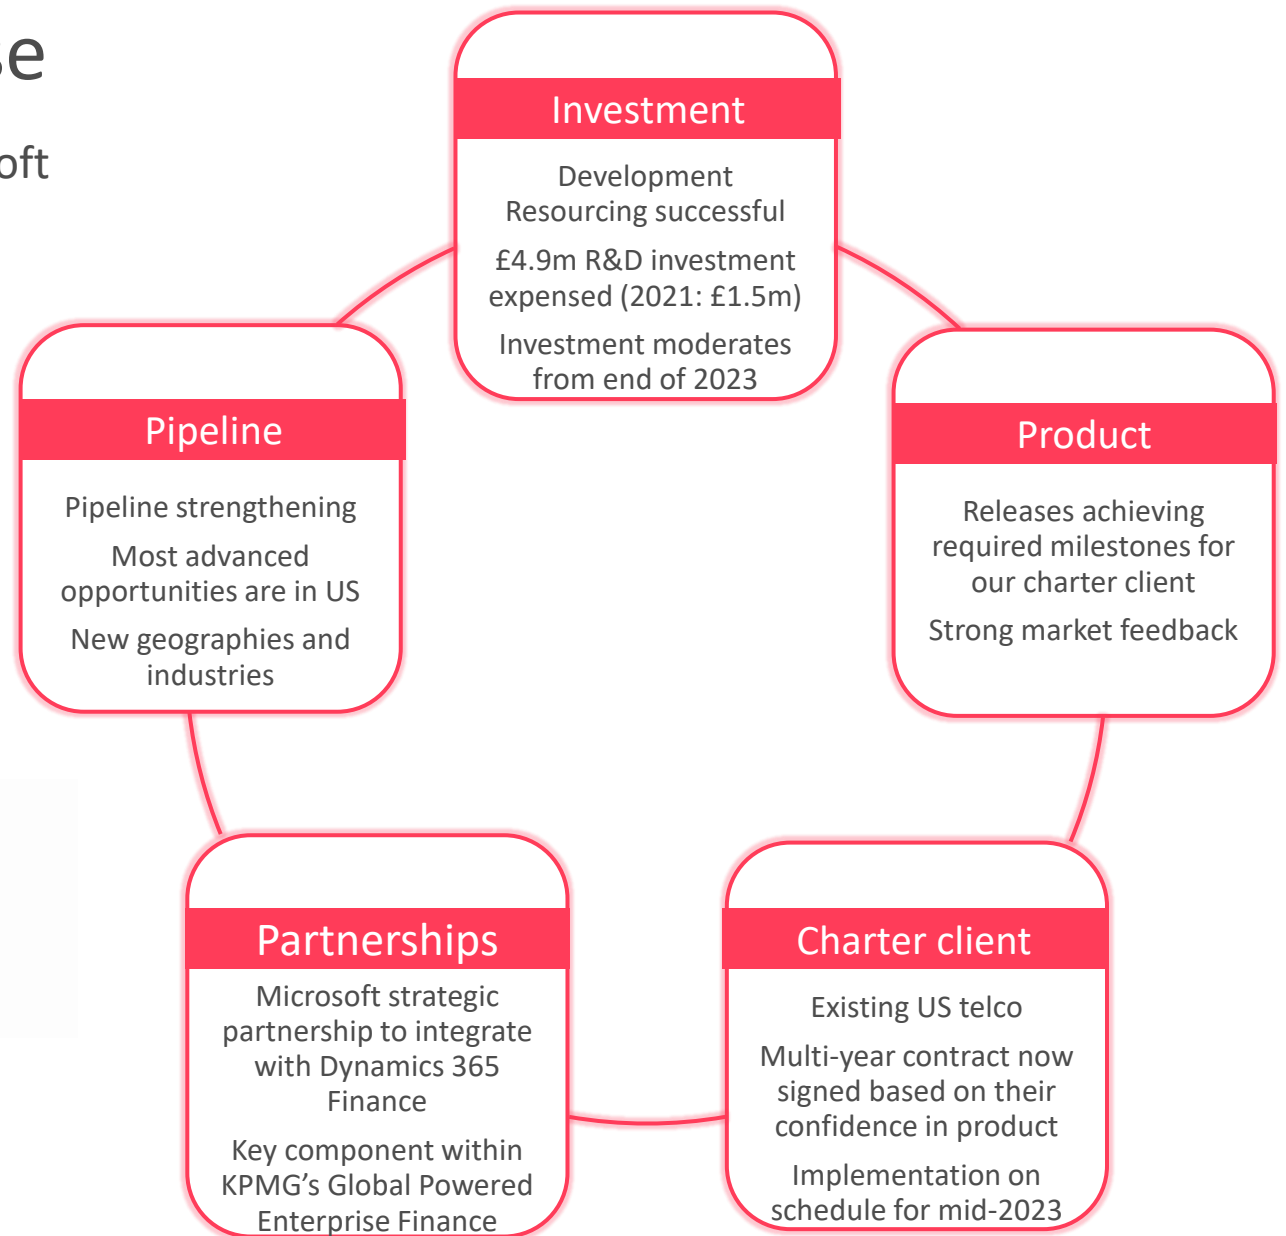 se
oft
Investment
Development
Resourcing successful
£4.9m R&D investment
expensed (2021: £1.5m)
Investment moderates
from end of 2023
Pipeline
Pipeline strengthening
Most advanced
opportunities are in US
New geographies and
industries
Product
Releases achieving
required milestones for
our charter client
Strong market feedback
Partnerships
Microsoft strategic
partnership to integrate
with Dynamics 365
Finance
Key component within
KPMG's Global Powered
Enterprise Finance
Charter client
Existing US telco
Multi-year contract now
signed based on their
confidence in product
Implementation on
schedule for mid-2023